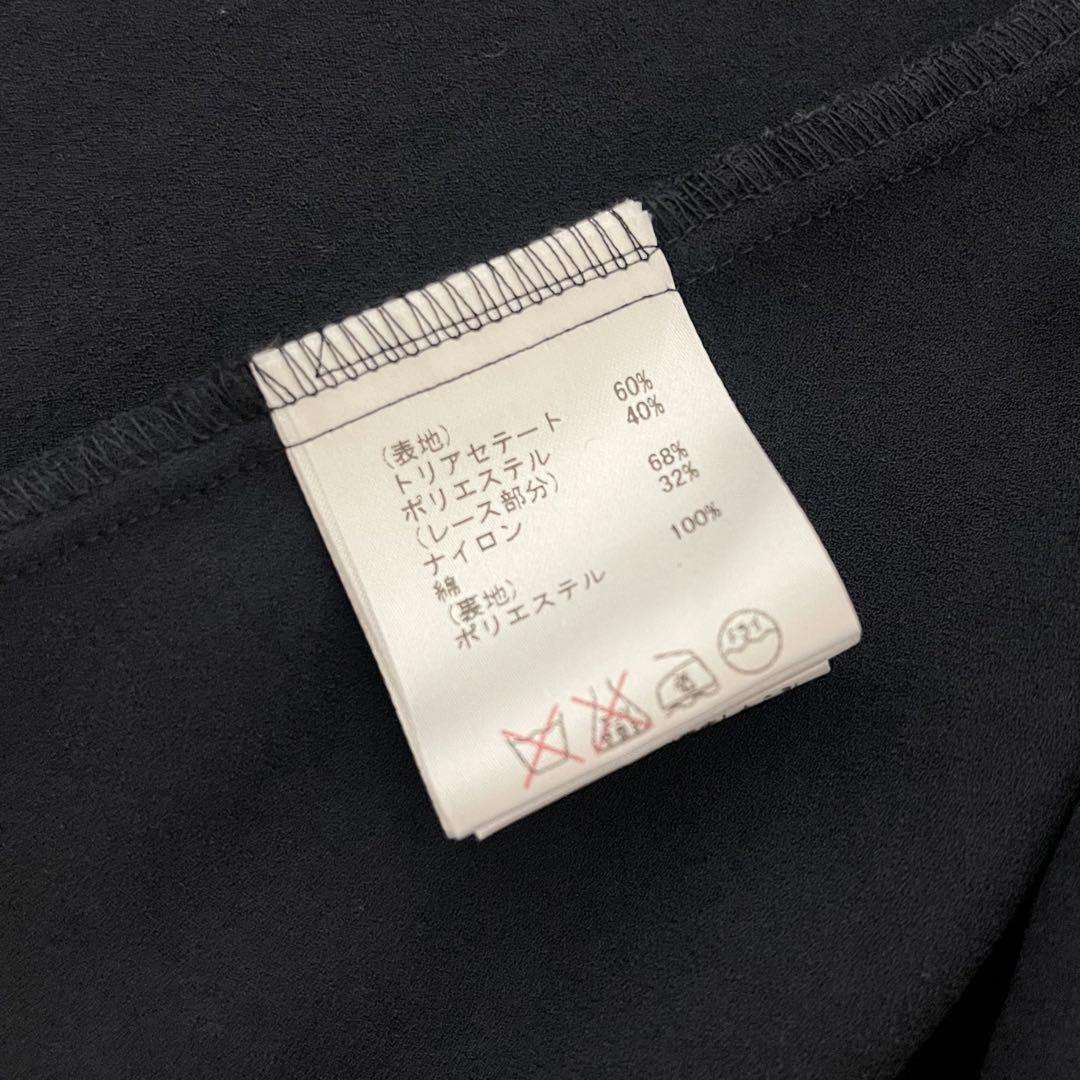 (表地)
トリアセテート 60%
ポリエステル 40%
(レース部分)
ナイロン 68%
綿 32%
(裏地)
ポリエステル 100%